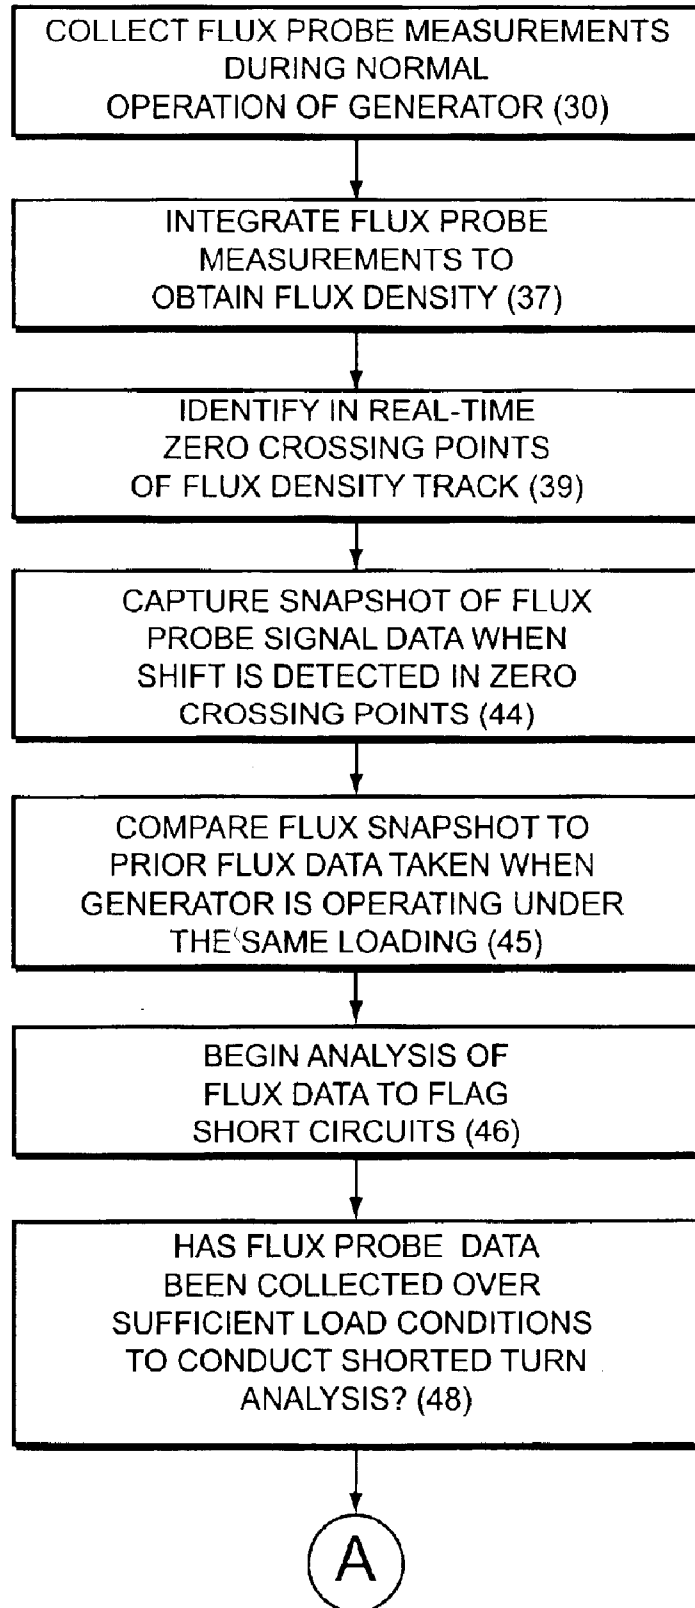 COLLECT FLUX PROBE MEASUREMENTS
DURING NORMAL
OPERATION OF GENERATOR (30)
INTEGRATE FLUX PROBE
MEASUREMENTS TO
OBTAIN FLUX DENSITY (37)
IDENTIFY IN REAL-TIME
ZERO CROSSING POINTS
OF FLUX DENSITY TRACK (39)
CAPTURE SNAPSHOT OF FLUX
PROBE SIGNAL DATA WHEN
SHIFT IS DETECTED IN ZERO
CROSSING POINTS (44)
COMPARE FLUX SNAPSHOT TO
PRIOR FLUX DATA TAKEN WHEN
GENERATOR IS OPERATING UNDER
THE SAME LOADING (45)
BEGIN ANALYSIS OF
FLUX DATA TO FLAG
SHORT CIRCUITS (46)
HAS FLUX PROBE DATA
BEEN COLLECTED OVER
SUFFICIENT LOAD CONDITIONS
TO CONDUCT SHORTED TURN
ANALYSIS? (48)
A